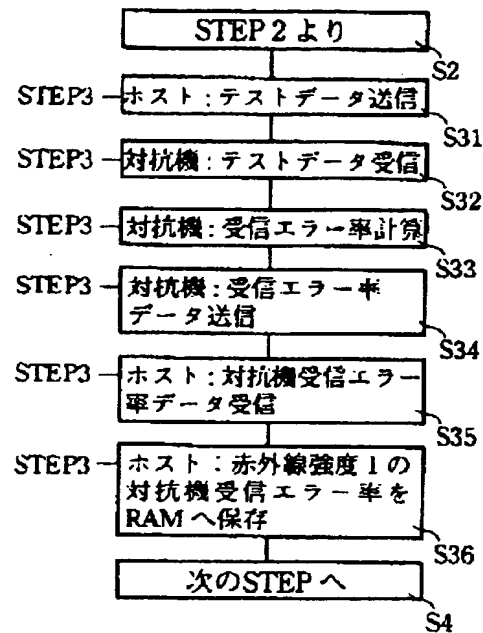 STEP 2 より
S2
STEP3 ホスト：テストデータ送信
S31
STEP3 対抗機：テストデータ受信
S32
STEP3 対抗機：受信エラー率計算
S33
STEP3 対抗機：受信エラー率
データ送信
S34
STEP3 ホスト：対抗機受信エラー
率データ受信
S35
STEP3 ホスト：赤外線強度1の
対抗機受信エラー率を
RAMへ保存
S36
次のSTEPへ
S4